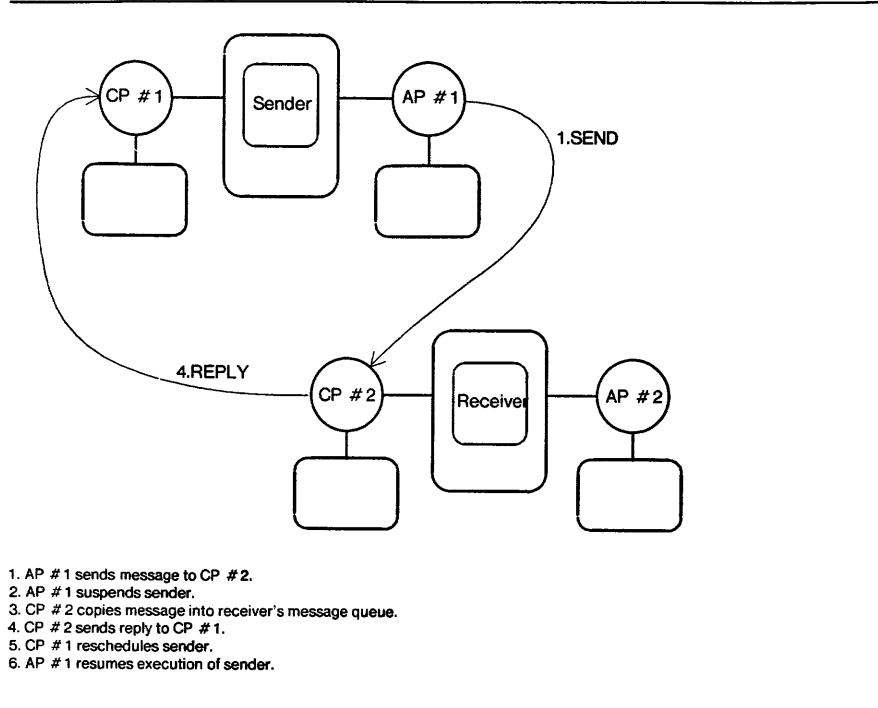 CP #1
Sender
AP #1
1.SEND
4.REPLY
CP #2
Receiver
AP #2
1. AP #1 sends message to CP #2.
2. AP #1 suspends sender.
3. CP #2 copies message into receiver's message queue.
4. CP #2 sends reply to CP #1.
5. CP #1 reschedules sender.
6. AP #1 resumes execution of sender.